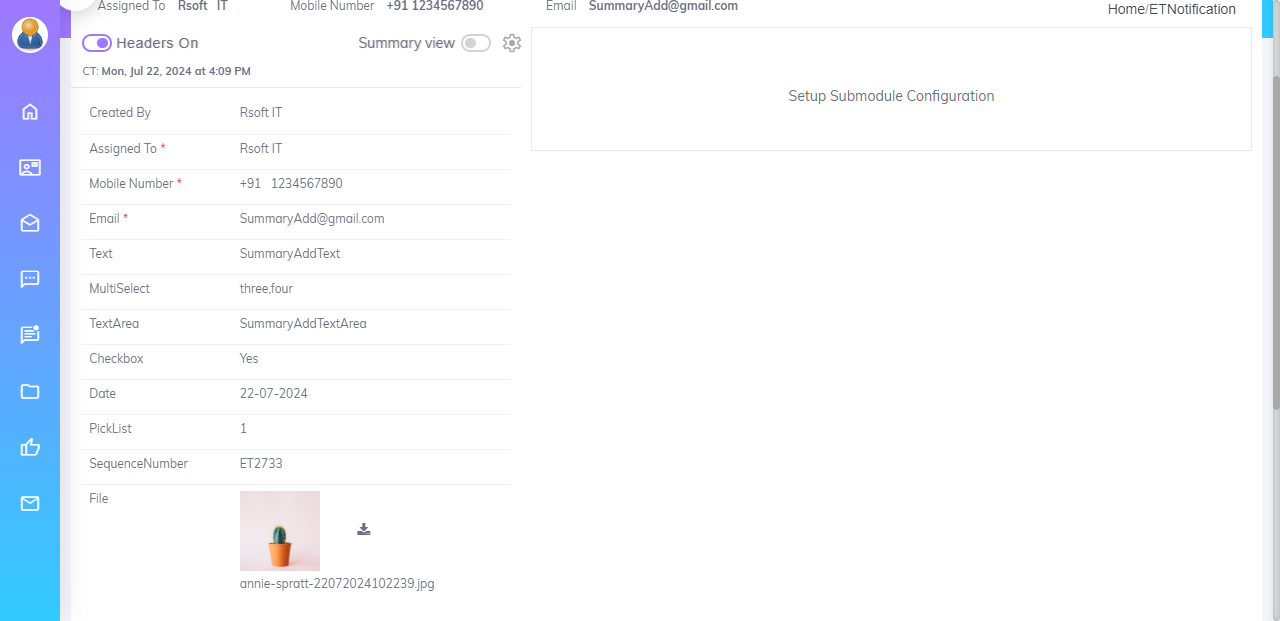 Assigned To Rsoft IT Mobile Number +91 1234567890 Email SummaryAdd@gmail.com Home/ETNotification
Headers On Summary view
CT: Mon, Jul 22, 2024 at 4:09 PM
Setup Submodule Configuration
Created By Rsoft IT
Assigned To * Rsoft IT
Mobile Number * +91 1234567890
Email * SummaryAdd@gmail.com
Text SummaryAddText
MultiSelect three,four
TextArea SummaryAddTextArea
Checkbox Yes
Date 22-07-2024
PickList 1
SequenceNumber ET2733
File
annie-spratt-22072024102239.jpg